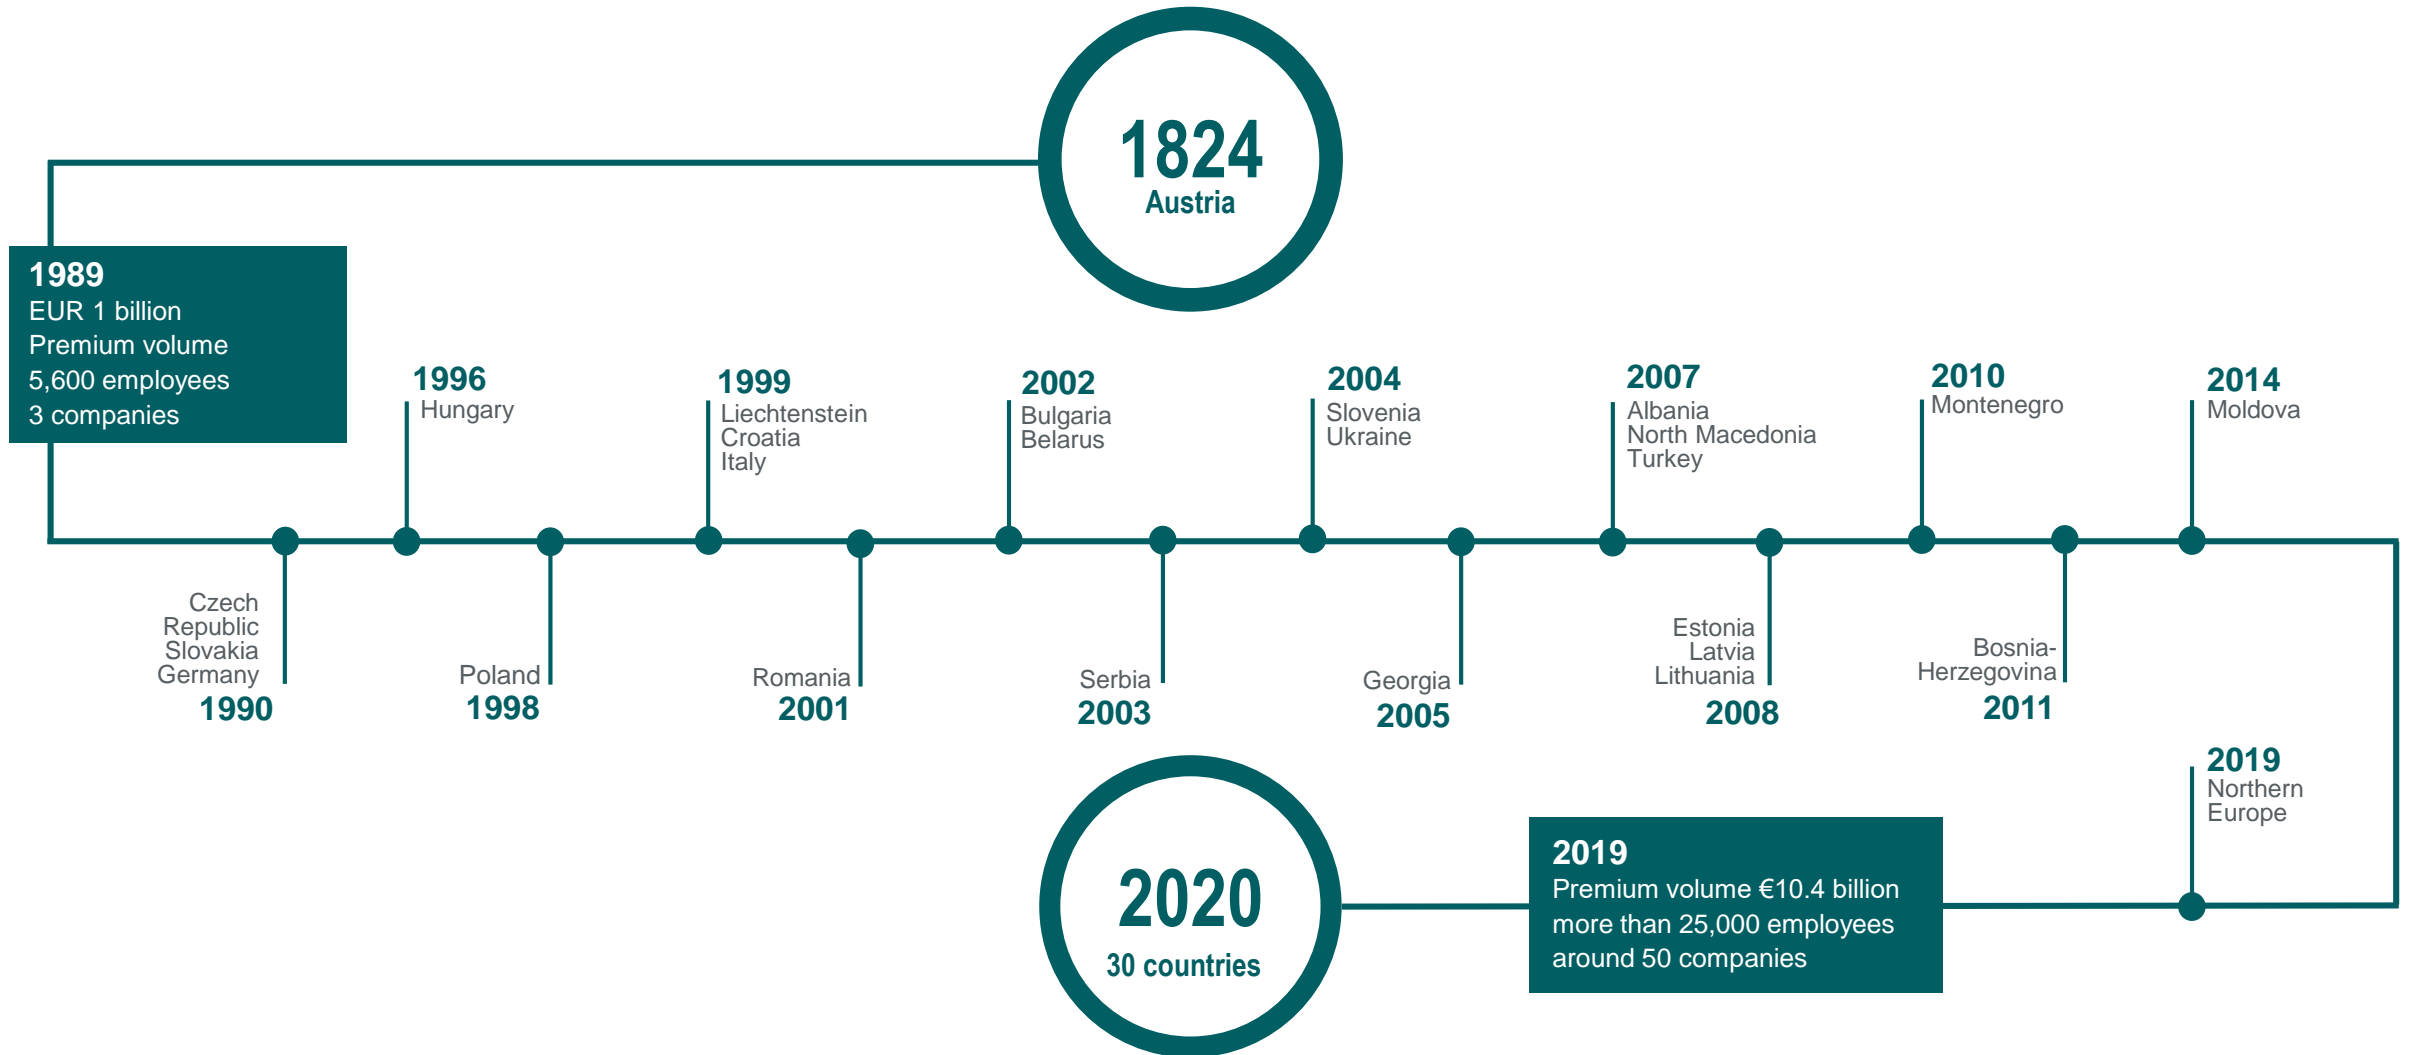 1824
Austria
1989
EUR 1 billion
Premium volume
5,600 employees
3 companies
Czech
Republic
Slovakia
Germany
1990
1996
Hungary
Poland
1998
1999
Liechtenstein
Croatia
Italy
Romania
2001
2002
Bulgaria
Belarus
Serbia
2003
2004
Slovenia
Ukraine
Georgia
2005
2007
Albania
North Macedonia
Turkey
Estonia
Latvia
Lithuania
2008
2010
Montenegro
Bosnia-
Herzegovina
2011
2014
Moldova
2019
Northern
Europe
2019
Premium volume €10.4 billion
more than 25,000 employees
around 50 companies
2020
30 countries